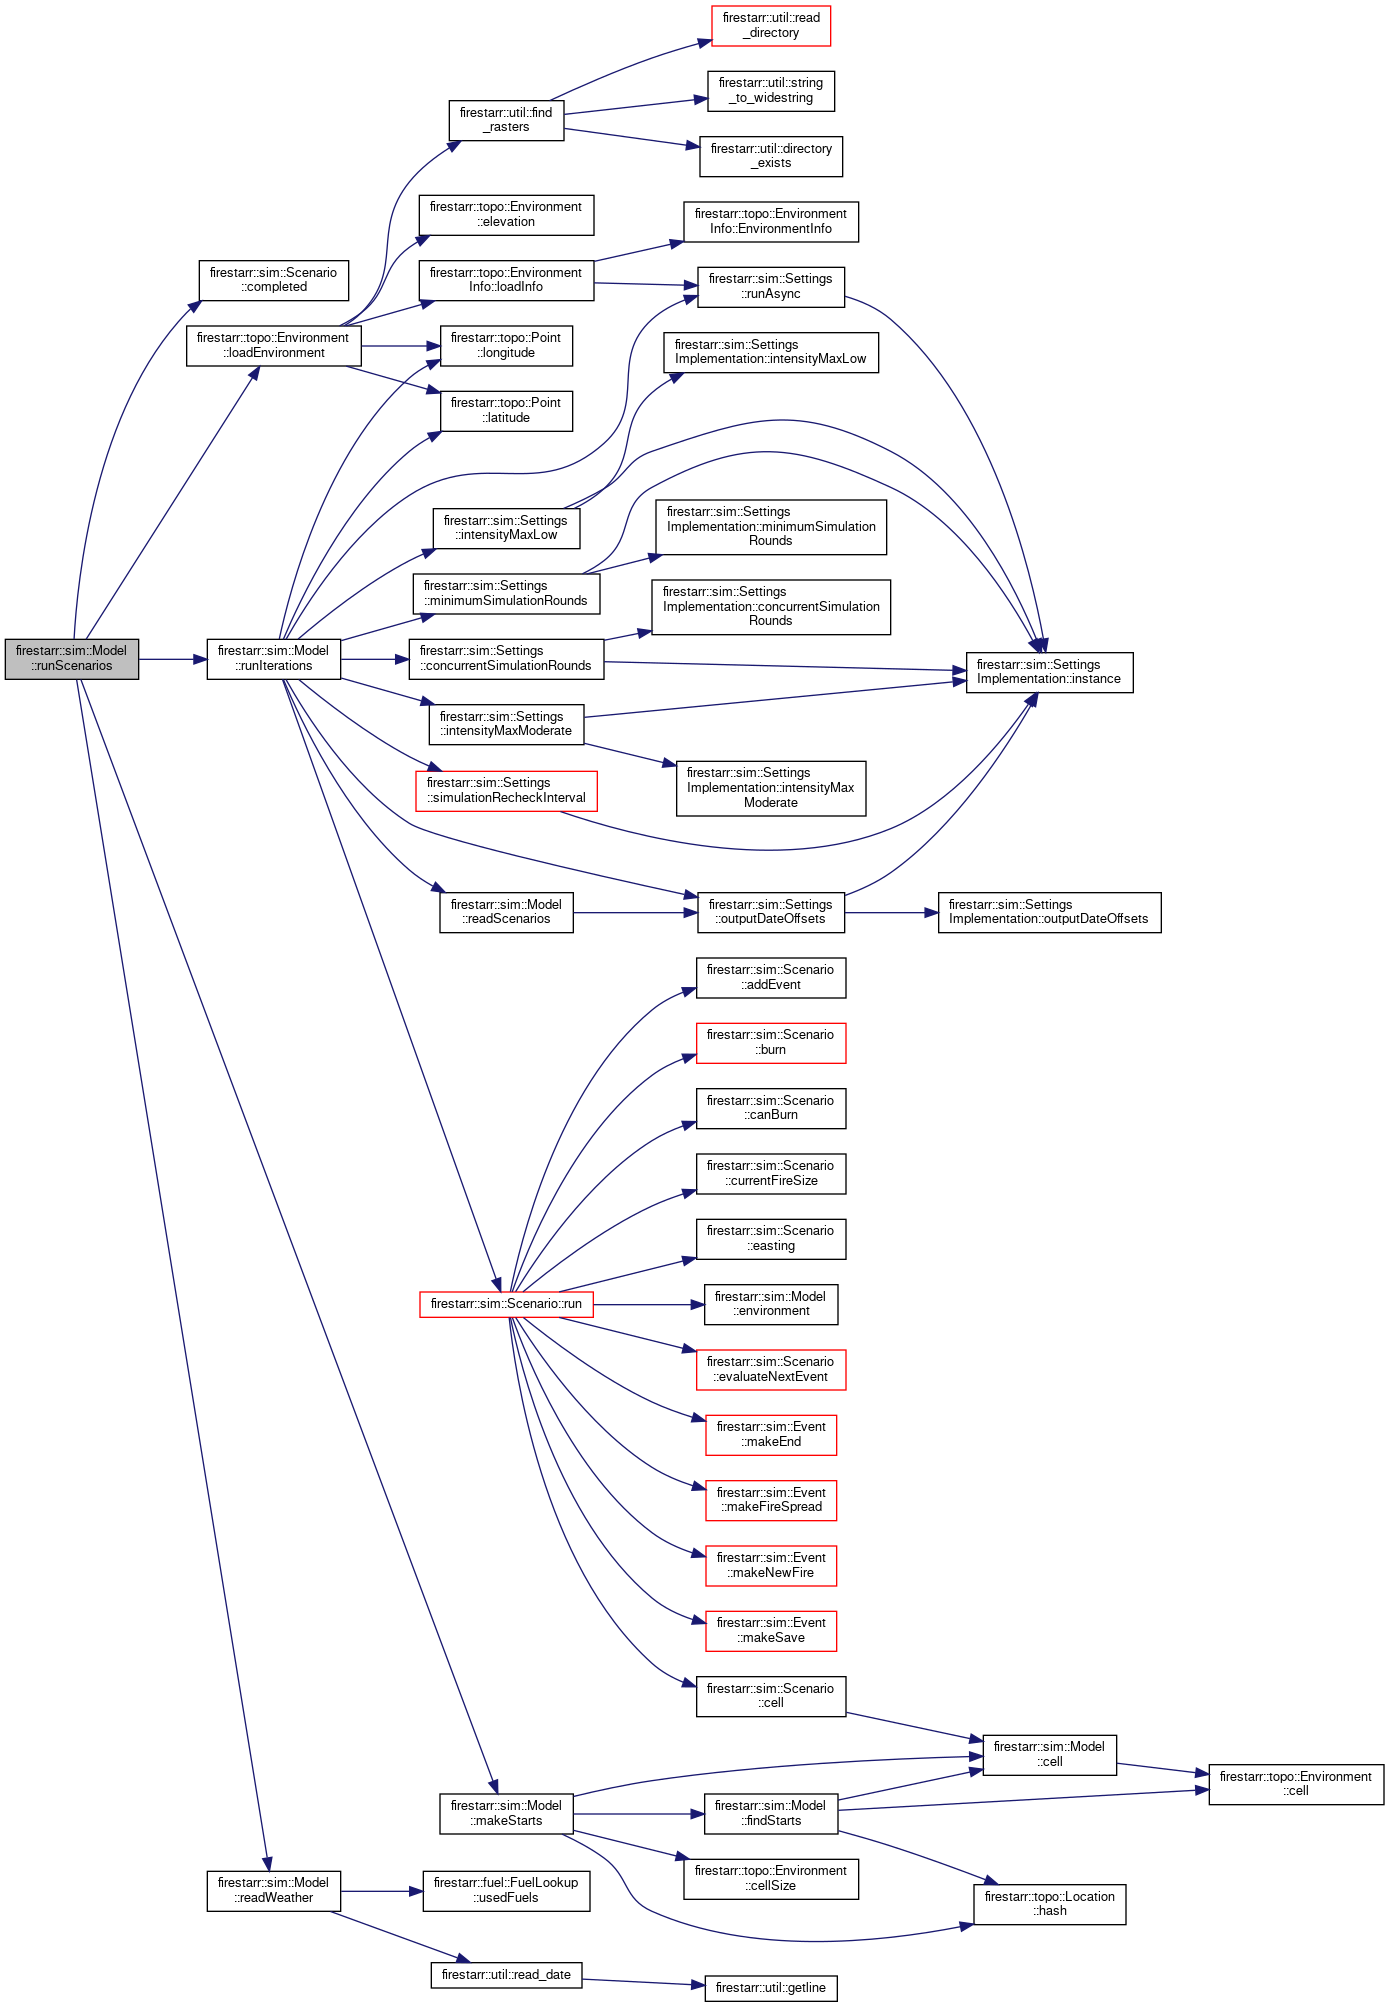 firestarr::util::read
_directory
firestarr::util::string
_to_widestring
firestarr::util::find
_rasters
firestarr::util::directory
_exists
firestarr::topo::Environment
::elevation
firestarr::topo::Environment
Info::EnvironmentInfo
firestarr::sim::Scenario
::completed
firestarr::topo::Environment
Info::loadInfo
firestarr::sim::Settings
::runAsync
firestarr::topo::Environment
::loadEnvironment
firestarr::topo::Point
::longitude
firestarr::sim::Settings
Implementation::intensityMaxLow
firestarr::topo::Point
::latitude
firestarr::sim::Settings
::intensityMaxLow
firestarr::sim::Settings
Implementation::minimumSimulation
Rounds
firestarr::sim::Settings
::minimumSimulationRounds
firestarr::sim::Settings
Implementation::concurrentSimulation
Rounds
firestarr::sim::Model
::runScenarios
firestarr::sim::Model
::runIterations
firestarr::sim::Settings
::concurrentSimulationRounds
firestarr::sim::Settings
Implementation::instance
firestarr::sim::Settings
::intensityMaxModerate
firestarr::sim::Settings
Implementation::intensityMax
Moderate
firestarr::sim::Settings
::simulationRecheckInterval
firestarr::sim::Model
::readScenarios
firestarr::sim::Settings
::outputDateOffsets
firestarr::sim::Settings
Implementation::outputDateOffsets
firestarr::sim::Scenario
::addEvent
firestarr::sim::Scenario
::burn
firestarr::sim::Scenario
::canBurn
firestarr::sim::Scenario
::currentFireSize
firestarr::sim::Scenario
::easting
firestarr::sim::Scenario::run
firestarr::sim::Model
::environment
firestarr::sim::Scenario
::evaluateNextEvent
firestarr::sim::Event
::makeEnd
firestarr::sim::Event
::makeFireSpread
firestarr::sim::Event
::makeNewFire
firestarr::sim::Event
::makeSave
firestarr::sim::Scenario
::cell
firestarr::sim::Model
::cell
firestarr::topo::Environment
::cell
firestarr::sim::Model
::makeStarts
firestarr::sim::Model
::findStarts
firestarr::topo::Environment
::cellSize
firestarr::sim::Model
::readWeather
firestarr::fuel::FuelLookup
::usedFuels
firestarr::topo::Location
::hash
firestarr::util::read_date
firestarr::util::getline